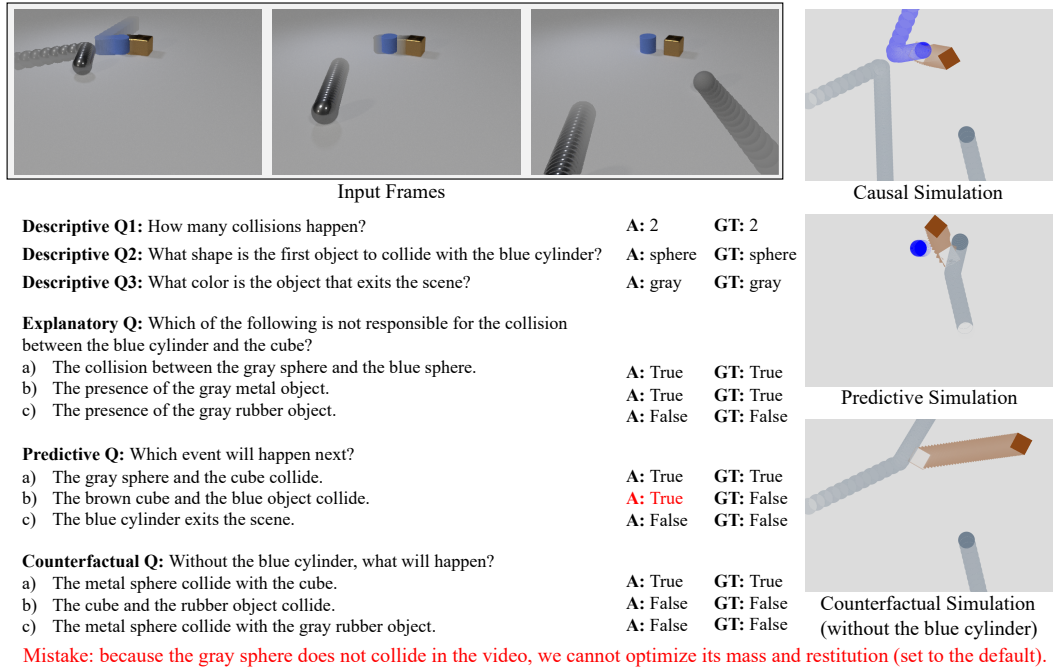 Input Frames
Causal Simulation
Descriptive Q1: How many collisions happen? A: 2 GT: 2
Descriptive Q2: What shape is the first object to collide with the blue cylinder? A: sphere GT: sphere
Descriptive Q3: What color is the object that exits the scene? A: gray GT: gray
Explanatory Q: Which of the following is not responsible for the collision
between the blue cylinder and the cube?
a) The collision between the gray sphere and the blue sphere. A: True GT: True
b) The presence of the gray metal object. A: True GT: True
c) The presence of the gray rubber object. A: False GT: False
Predictive Simulation
Predictive Q: Which event will happen next?
a) The gray sphere and the cube collide. A: True GT: True
b) The brown cube and the blue object collide. A: True GT: False
c) The blue cylinder exits the scene. A: False GT: False
Counterfactual Q: Without the blue cylinder, what will happen?
a) The metal sphere collide with the cube. A: True GT: True
b) The cube and the rubber object collide. A: False GT: False
c) The metal sphere collide with the gray rubber object. A: False GT: False
Counterfactual Simulation
(without the blue cylinder)
Mistake: because the gray sphere does not collide in the video, we cannot optimize its mass and restitution (set to the default).